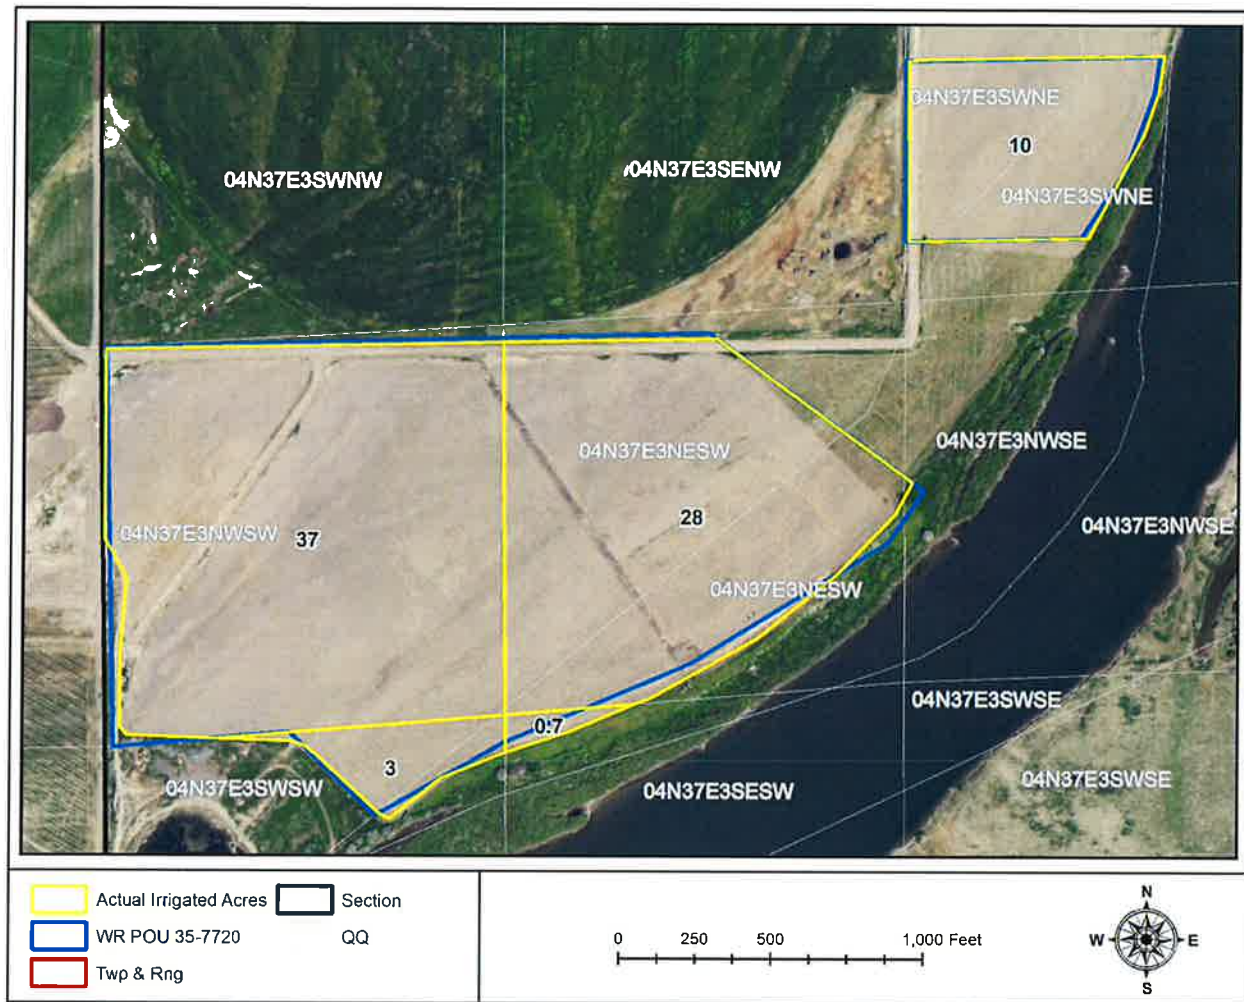 04N37E3SWNE
10
04N37E3SWNW
04N37E3SENW
04N37E3SWNE
04N37E3NESW
04N37E3NWSE
28
04N37E3NWSW
37
04N37E3NWSE
04N37E3NESW
04N37E3SWSE
0.7
3
04N37E3SWSW
04N37E3SESW
04N37E3SWSE
Actual Irrigated Acres
Section
WR POU 35-7720
QQ
Twp & Rng
0 250 500 1,000 Feet
N
W E
S